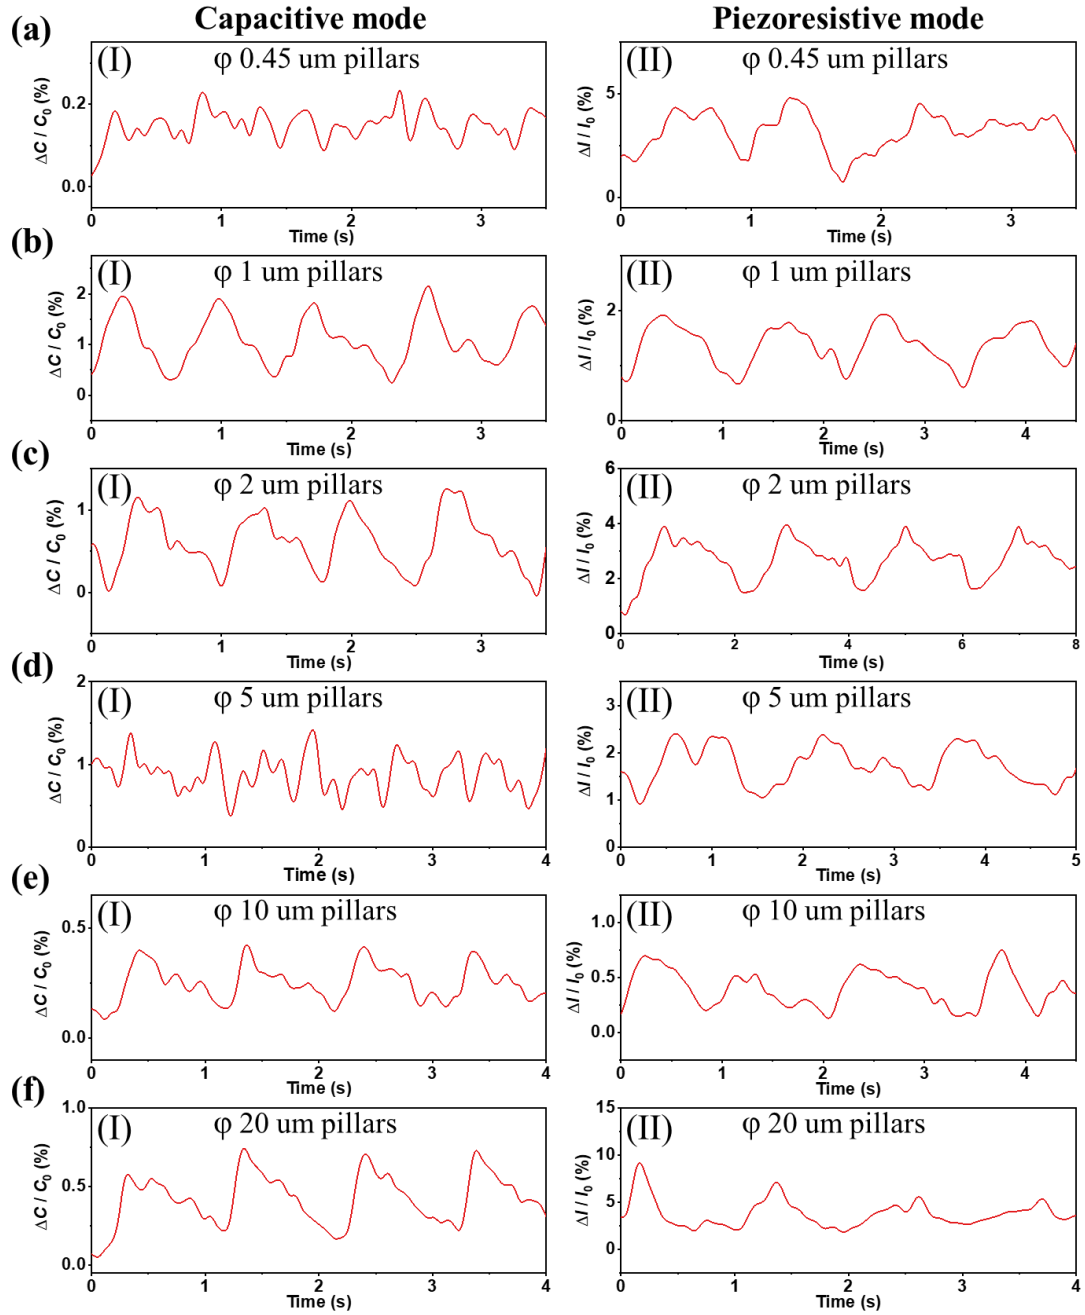 Capacitive mode
Piezoresistive mode
(a)
(I)
φ 0.45 um pillars
ΔC / C₀ (%)
0.2
0.0
0 1 2 3
Time (s)
(II)
φ 0.45 um pillars
ΔI / I₀ (%)
5
0
0 1 2 3
Time (s)
(b)
(I)
φ 1 um pillars
ΔC / C₀ (%)
2
1
0
0 1 2 3
Time (s)
(II)
φ 1 um pillars
ΔI / I₀ (%)
2
0
0 1 2 3 4
Time (s)
(c)
(I)
φ 2 um pillars
ΔC / C₀ (%)
1
0
0 1 2 3
Time (s)
(II)
φ 2 um pillars
ΔI / I₀ (%)
6
4
2
0
0 2 4 6 8
Time (s)
(d)
(I)
φ 5 um pillars
ΔC / C₀ (%)
2
1
0
0 1 2 3 4
Time (s)
(II)
φ 5 um pillars
ΔI / I₀ (%)
3
2
1
0
0 1 2 3 4 5
Time (s)
(e)
(I)
φ 10 um pillars
ΔC / C₀ (%)
0.5
0.0
0 1 2 3 4
Time (s)
(II)
φ 10 um pillars
ΔI / I₀ (%)
1.0
0.5
0.0
0 1 2 3 4
Time (s)
(f)
(I)
φ 20 um pillars
ΔC / C₀ (%)
1.0
0.5
0.0
0 1 2 3 4
Time (s)
(II)
φ 20 um pillars
ΔI / I₀ (%)
15
10
5
0
0 1 2 3 4
Time (s)